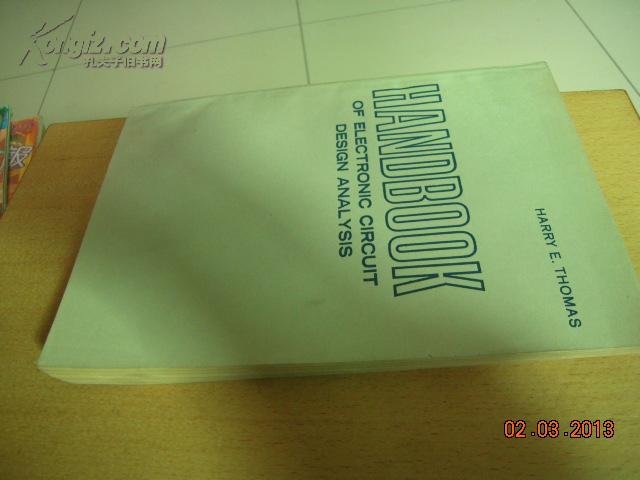 Kongfz.com
孔夫子旧书网
HARRY E. THOMAS
HANDBOOK
OF ELECTRONIC CIRCUIT
DESIGN ANALYSIS
报
02.03.2013